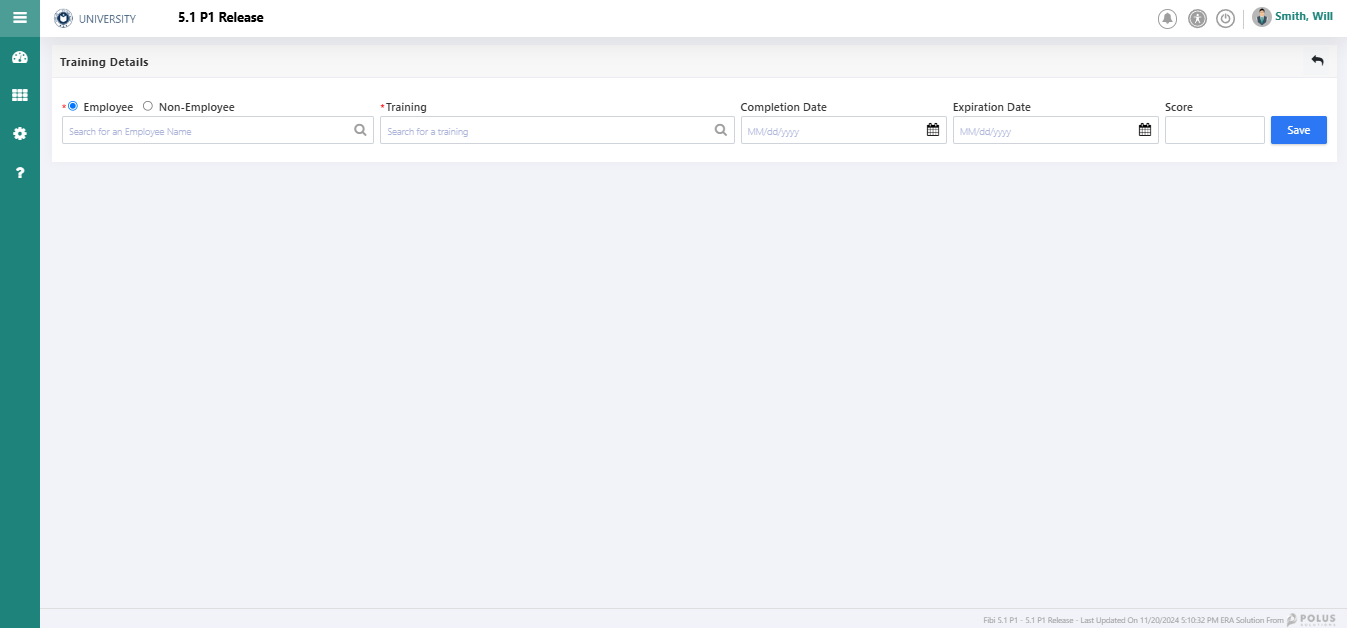 UNIVERSITY 5.1 P1 Release Smith, Will
Training Details
* Employee Non-Employee *Training Completion Date Expiration Date Score
Search for an Employee Name Search for a training MM/dd/yyyy MM/dd/yyyy Save
?
Fibi 5.1 P1 - 5.1 P1 Release - Last Updated On 11/20/2024 5:10:32 PM ERA Solution From POLUS
SOLUTIONS